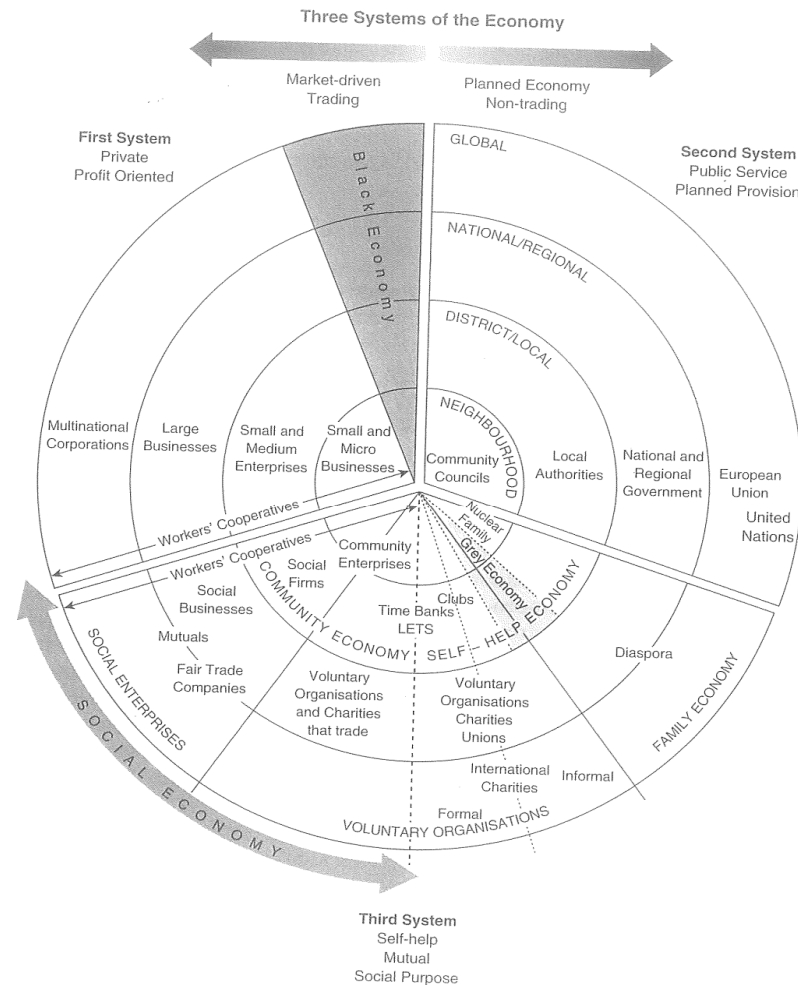 Three Systems of the Economy
Market-driven
Trading
Planned Economy
Non-trading
First System
Private
Profit Oriented
Second System
Public Service
Planned Provision
Black Economy
GLOBAL
NATIONAL/REGIONAL
DISTRICT/LOCAL
NEIGHBOURHOOD
Multinational
Corporations
Large
Businesses
Small and
Medium
Enterprises
Small and
Micro
Businesses
Community
Councils
Local
Authorities
National and
Regional
Government
European
Union
United
Nations
Workers' Cooperatives
Workers' Cooperatives
Nuclear
Family
Grey Economy
Community
Enterprises
Social
Firms
Social
Businesses
Mutuals
Fair Trade
Companies
Clubs
Time Banks
LETS
COMMUNITY ECONOMY
SELF – HELP ECONOMY
Voluntary
Organisations
and Charities
that trade
Voluntary
Organisations
Charities
Unions
Diaspora
International
Charities
Informal
Formal
SOCIAL ENTERPRISES
VOLUNTARY ORGANISATIONS
FAMILY ECONOMY
SOCIAL ECONOMY
Third System
Self-help
Mutual
Social Purpose